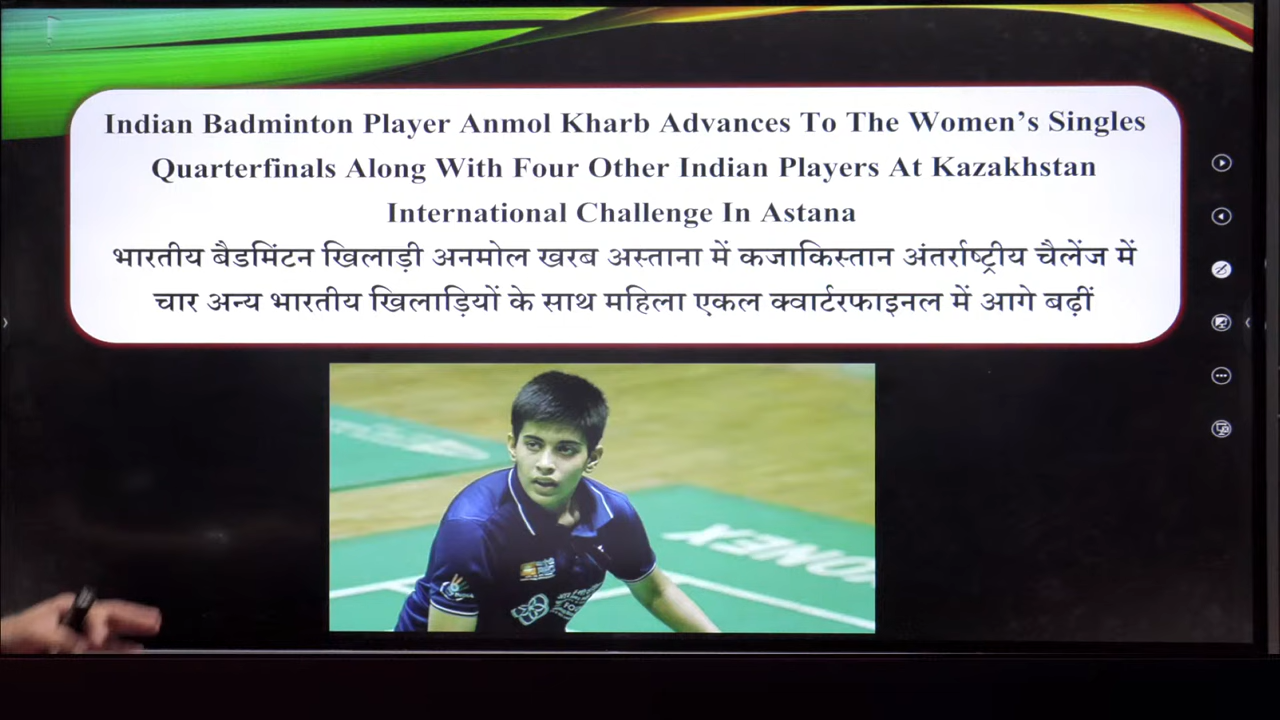 Indian Badminton Player Anmol Kharb Advances To The Women's Singles
Quarterfinals Along With Four Other Indian Players At Kazakhstan
International Challenge In Astana
भारतीय बैडमिंटन खिलाड़ी अनमोल खरब अस्ताना में कजाकिस्तान अंतर्राष्ट्रीय चैलेंज में
चार अन्य भारतीय खिलाड़ियों के साथ महिला एकल क्वार्टरफाइनल में आगे बढ़ीं
YONEX